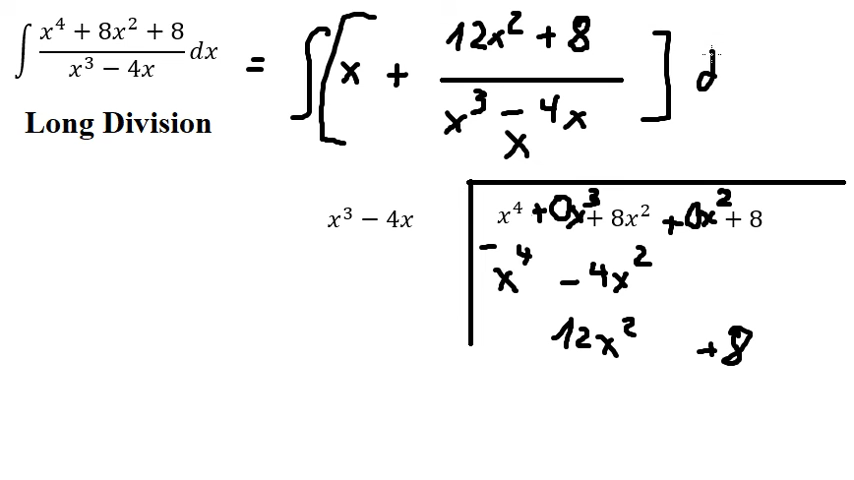 ∫ (x⁴ + 8x² + 8)/(x³ − 4x) dx = ∫[x + (12x² + 8)/(x³ − 4x)] d
Long Division
x
x³ − 4x x⁴ + 0x³ + 8x² + 0x² + 8
− x⁴ − 4x²
12x² + 8